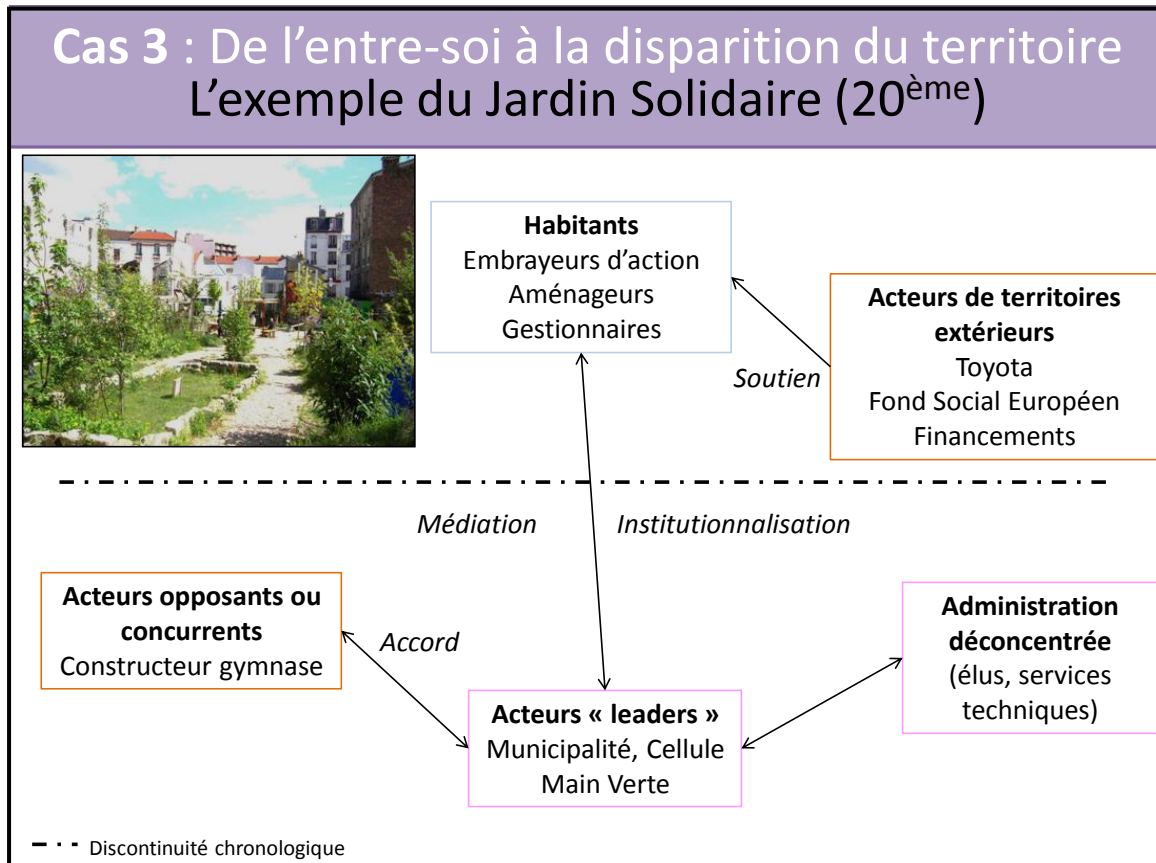 Cas 3 : De l'entre-soi à la disparition du territoire
L'exemple du Jardin Solidaire (20ème)
Habitants
Embrayeurs d'action
Aménageurs
Gestionnaires
Acteurs de territoires
extérieurs
Toyota
Fond Social Européen
Financements
Soutien
Médiation
Institutionnalisation
Acteurs opposants ou
concurrents
Constructeur gymnase
Accord
Administration
déconcentrée
(élus, services
techniques)
Acteurs « leaders »
Municipalité, Cellule
Main Verte
Discontinuité chronologique